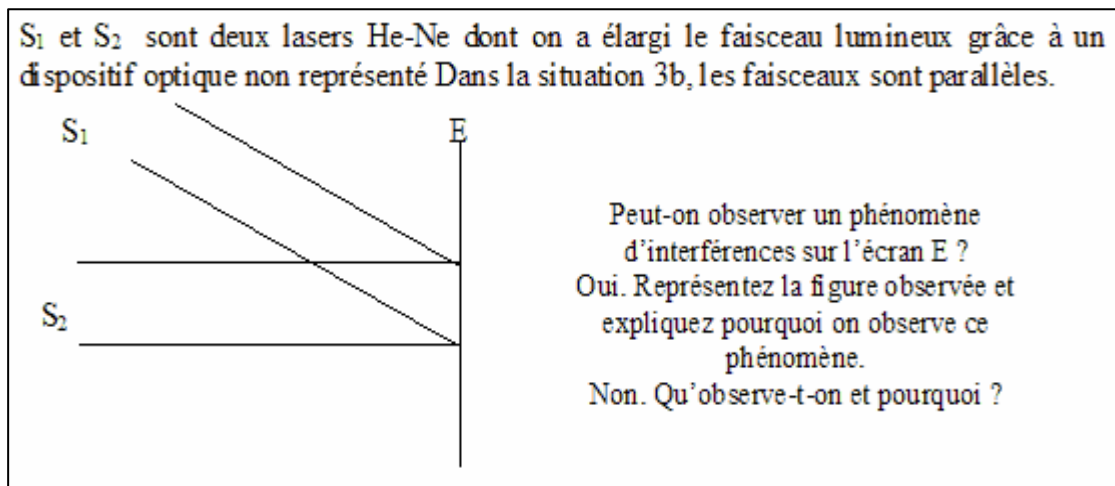 S₁ et S₂ sont deux lasers He-Ne dont on a élargi le faisceau lumineux grâce à un
dispositif optique non représenté Dans la situation 3b, les faisceaux sont parallèles.
S₁
E
S₂
Peut-on observer un phénomène
d’interférences sur l’écran E ?
Oui. Représentez la figure observée et
expliquez pourquoi on observe ce
phénomène.
Non. Qu’observe-t-on et pourquoi ?